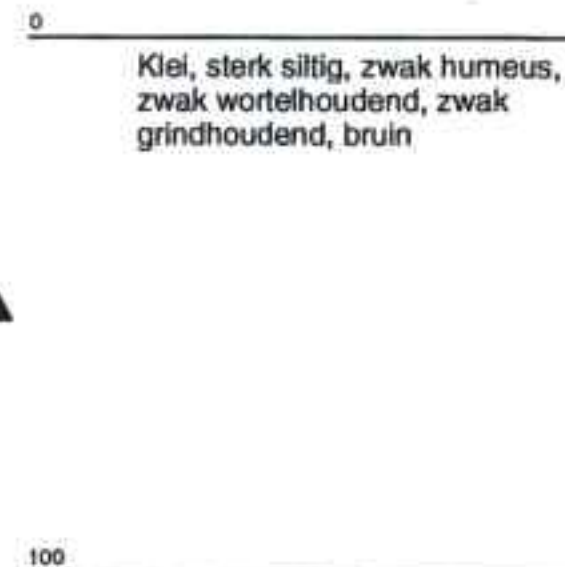 0
Klei, sterk siltig, zwak humeus,
zwak wortelhoudend, zwak
grindhoudend, bruin
100